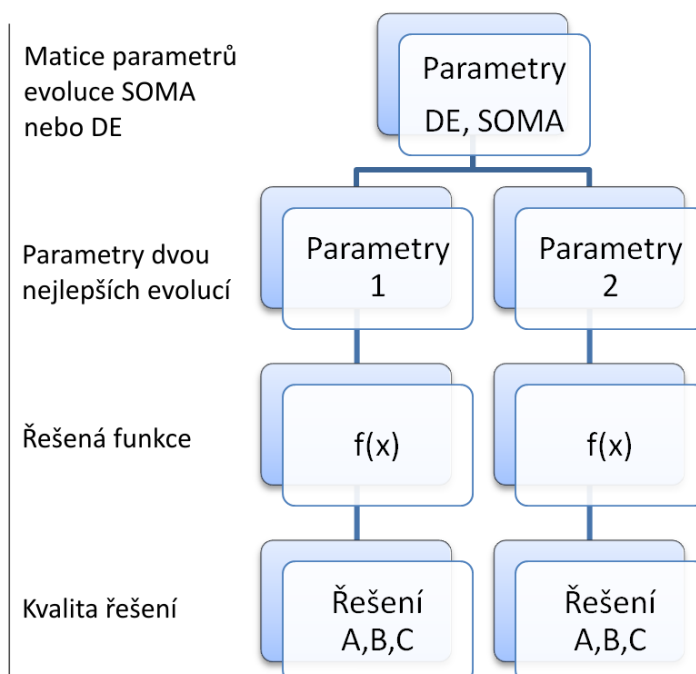 Matice parametrů
evoluce SOMA
nebo DE
Parametry
DE, SOMA
Parametry dvou
nejlepších evolucí
Parametry
1
Parametry
2
Řešená funkce
f(x)
f(x)
Kvalita řešení
Řešení
A,B,C
Řešení
A,B,C